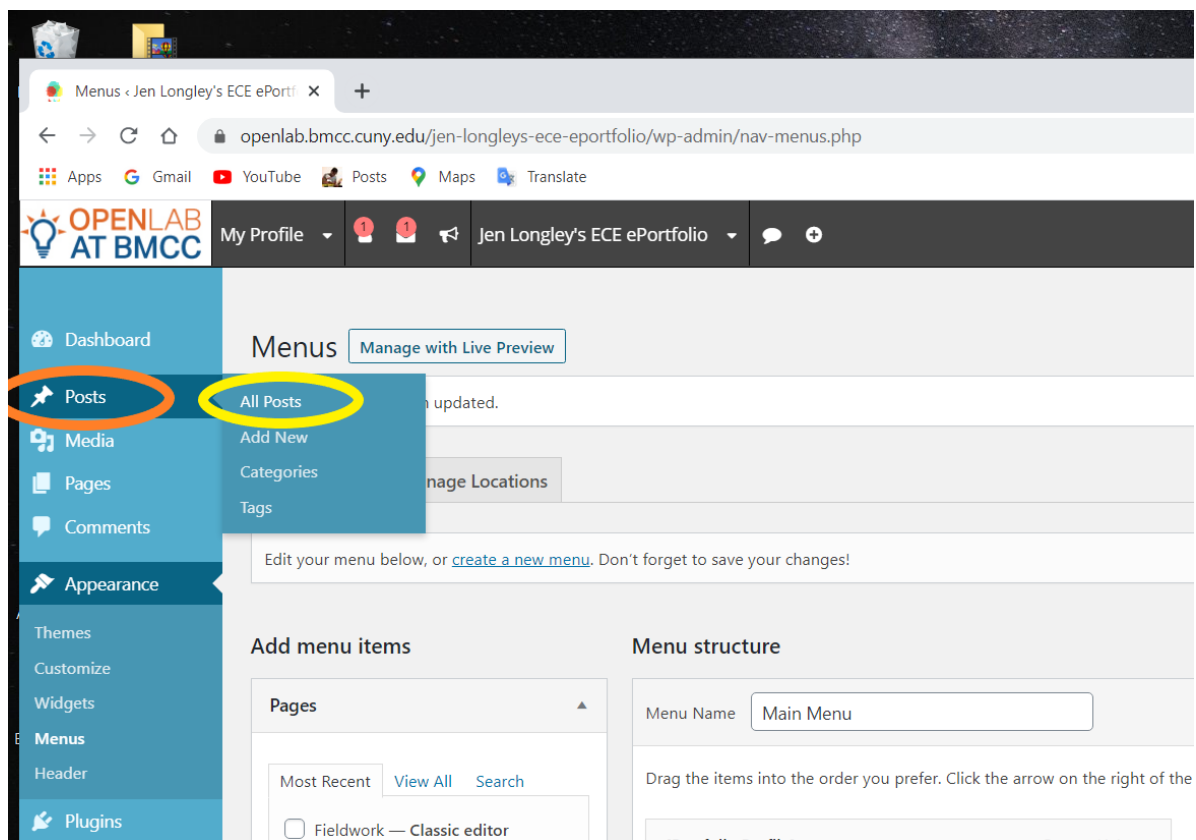 Menus ‹ Jen Longley's ECE ePortf
openlab.bmcc.cuny.edu/jen-longleys-ece-eportfolio/wp-admin/nav-menus.php
Apps Gmail YouTube Posts Maps Translate
OPENLAB
AT BMCC
My Profile 1 1 Jen Longley's ECE ePortfolio
Dashboard
Menus Manage with Live Preview
Posts
All Posts
updated.
Add New
Media
Categories
nage Locations
Pages
Tags
Comments
Edit your menu below, or create a new menu. Don't forget to save your changes!
Appearance
Themes
Add menu items
Menu structure
Customize
Widgets
Pages
Menu Name Main Menu
Menus
Header
Most Recent View All Search
Drag the items into the order you prefer. Click the arrow on the right of the
Plugins
Fieldwork — Classic editor